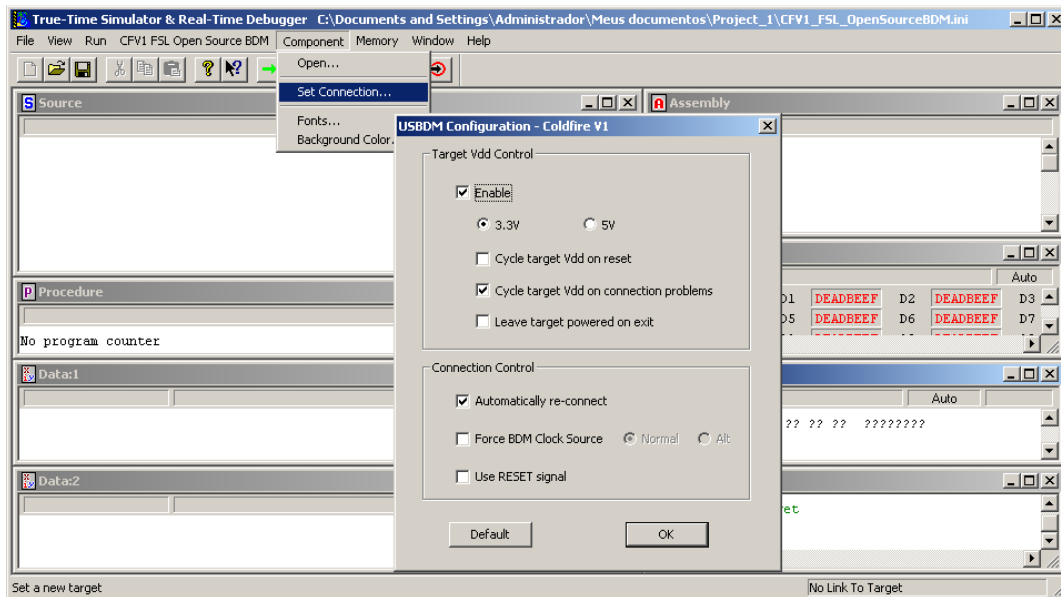 True-Time Simulator & Real-Time Debugger C:\Documents and Settings\Administrador\Meus documentos\Project_1\CFV1_FSL_OpenSourceBDM.ini
File View Run CFV1 FSL Open Source BDM Component Memory Window Help
Open...
Set Connection...
Fonts...
Background Color.
S Source
A Assembly
USBDM Configuration - Coldfire V1
Target Vdd Control
Enable
3.3V 5V
Cycle target Vdd on reset
Cycle target Vdd on connection problems
Leave target powered on exit
Connection Control
Automatically re-connect
Force BDM Clock Source Normal Alt
Use RESET signal
Default OK
Auto
P Procedure
D1 DEADBEEF D2 DEADBEEF D3
D5 DEADBEEF D6 DEADBEEF D7
No program counter
Data:1
Auto
?? ?? ?? ????????
Data:2
et
Set a new target No Link To Target